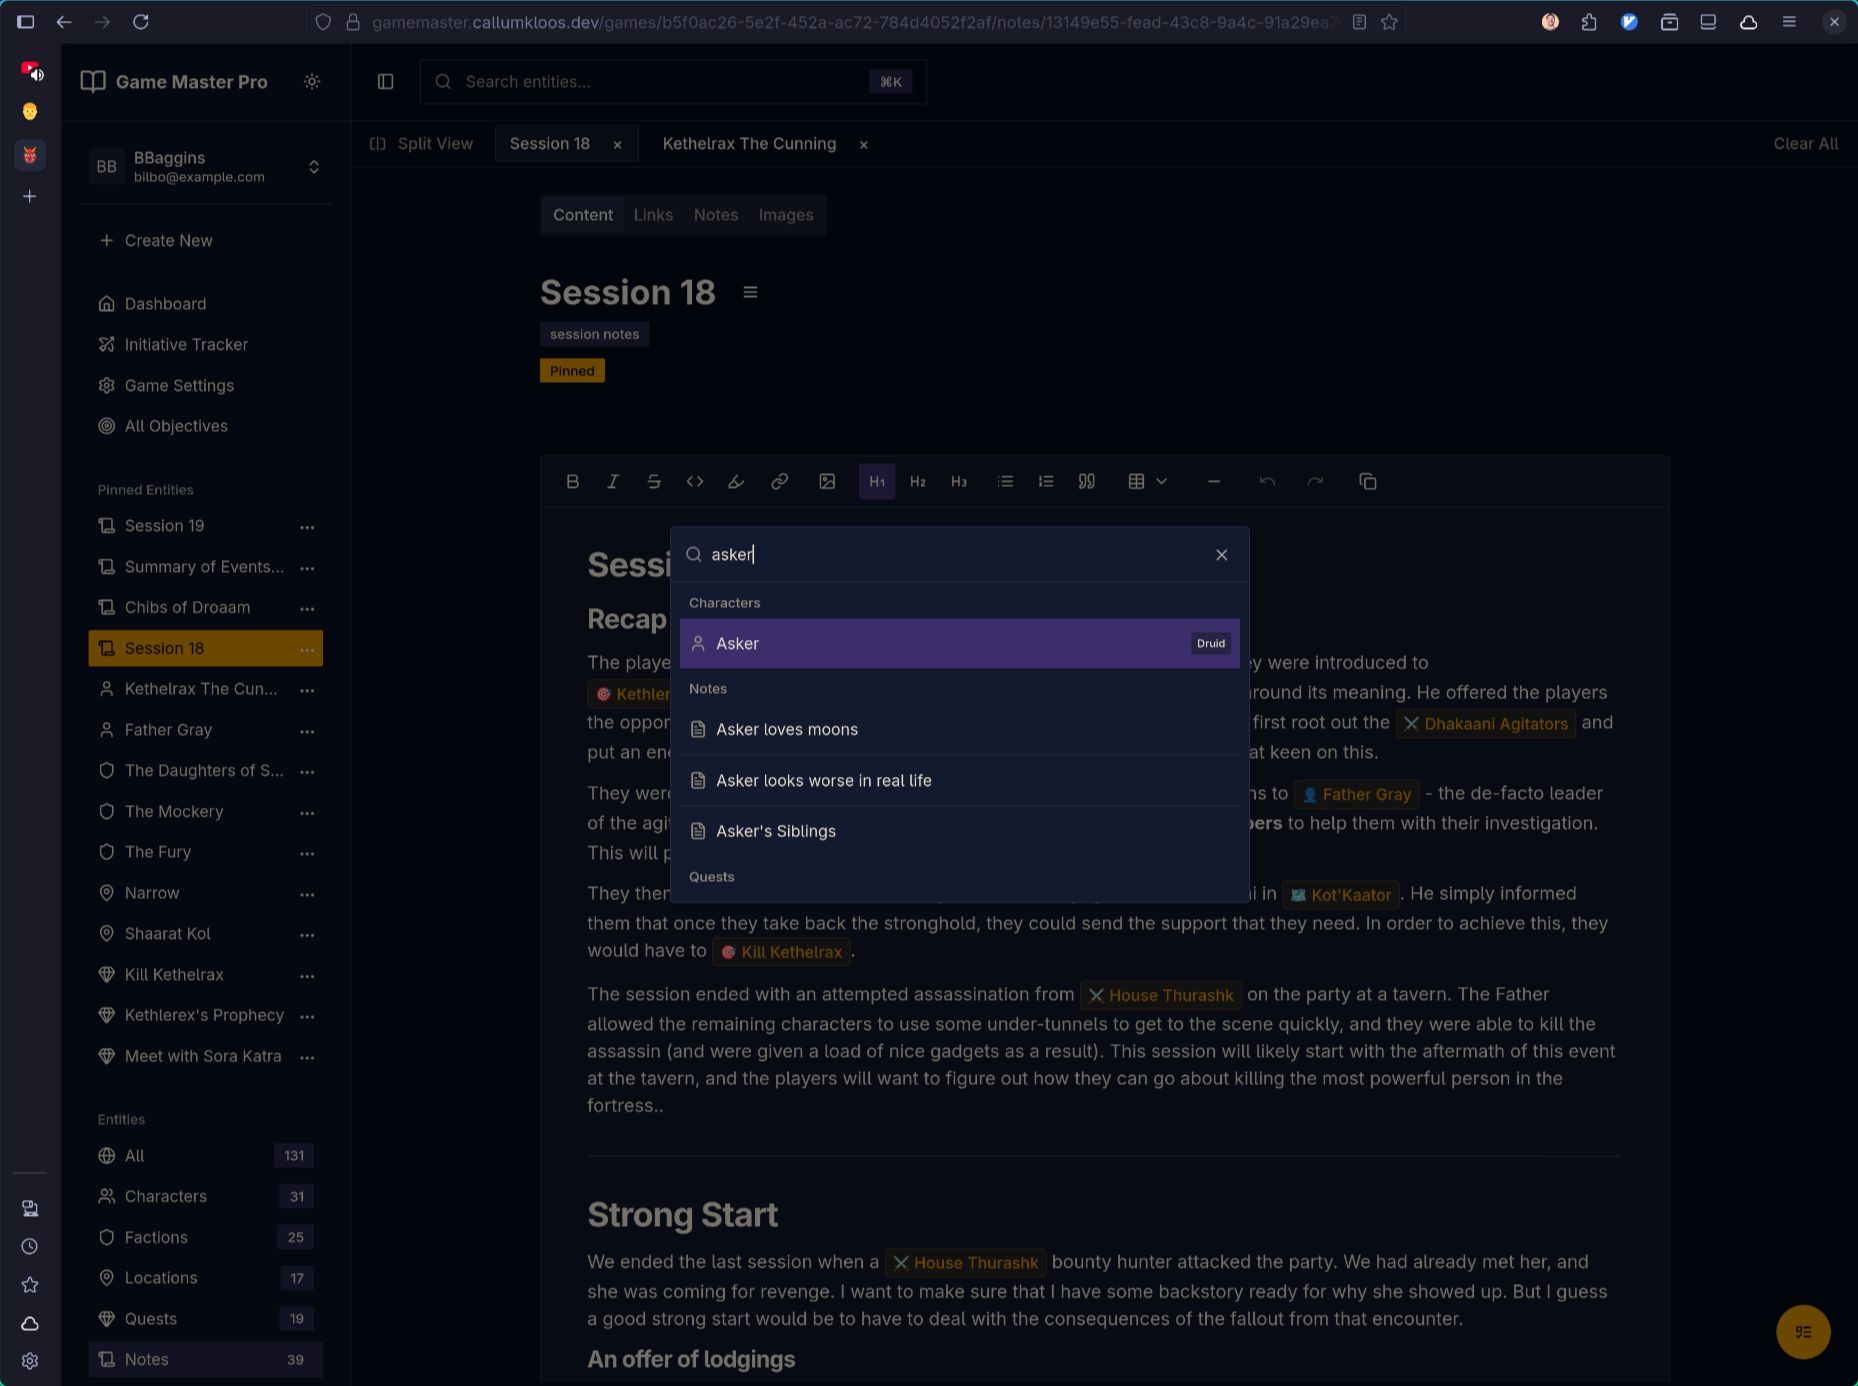 gamemaster.callumkloos.dev/games/b5f0ac26-5e2f-452a-ac72-784d4052f2af/notes/13149e55-fead-43c8-9a4c-91a29ea7
Game Master Pro
Search entities...
⌘K
Split View
Session 18
Kethelrax The Cunning
Clear All
BB
BBaggins
bilbo@example.com
Create New
Dashboard
Initiative Tracker
Game Settings
All Objectives
Pinned Entities
Session 19
Summary of Events...
Chibs of Droaam
Session 18
Kethelrax The Cun...
Father Gray
The Daughters of S...
The Mockery
The Fury
Narrow
Shaarat Kol
Kill Kethelrax
Kethlerex's Prophecy
Meet with Sora Katra
Entities
All 131
Characters 31
Factions 25
Locations 17
Quests 19
Notes 39
Content Links Notes Images
Session 18
session notes
Pinned
H1 H2 H3
asker
Characters
Asker Druid
Notes
Asker loves moons
Asker looks worse in real life
Asker's Siblings
Quests
Sessi
Recap
The playe
y were introduced to
Kethler
round its meaning. He offered the players
the oppor
first root out the Dhakaani Agitators and
put an en
at keen on this.
They wer
ns to Father Gray - the de-facto leader
of the agi
pers to help them with their investigation.
This will p
They then
i in Kot'Kaator . He simply informed
them that once they take back the stronghold, they could send the support that they need. In order to achieve this, they
would have to Kill Kethelrax .
The session ended with an attempted assassination from House Thurashk on the party at a tavern. The Father
allowed the remaining characters to use some under-tunnels to get to the scene quickly, and they were able to kill the
assassin (and were given a load of nice gadgets as a result). This session will likely start with the aftermath of this event
at the tavern, and the players will want to figure out how they can go about killing the most powerful person in the
fortress..
Strong Start
We ended the last session when a House Thurashk bounty hunter attacked the party. We had already met her, and
she was coming for revenge. I want to make sure that I have some backstory ready for why she showed up. But I guess
a good strong start would be to have to deal with the consequences of the fallout from that encounter.
An offer of lodgings